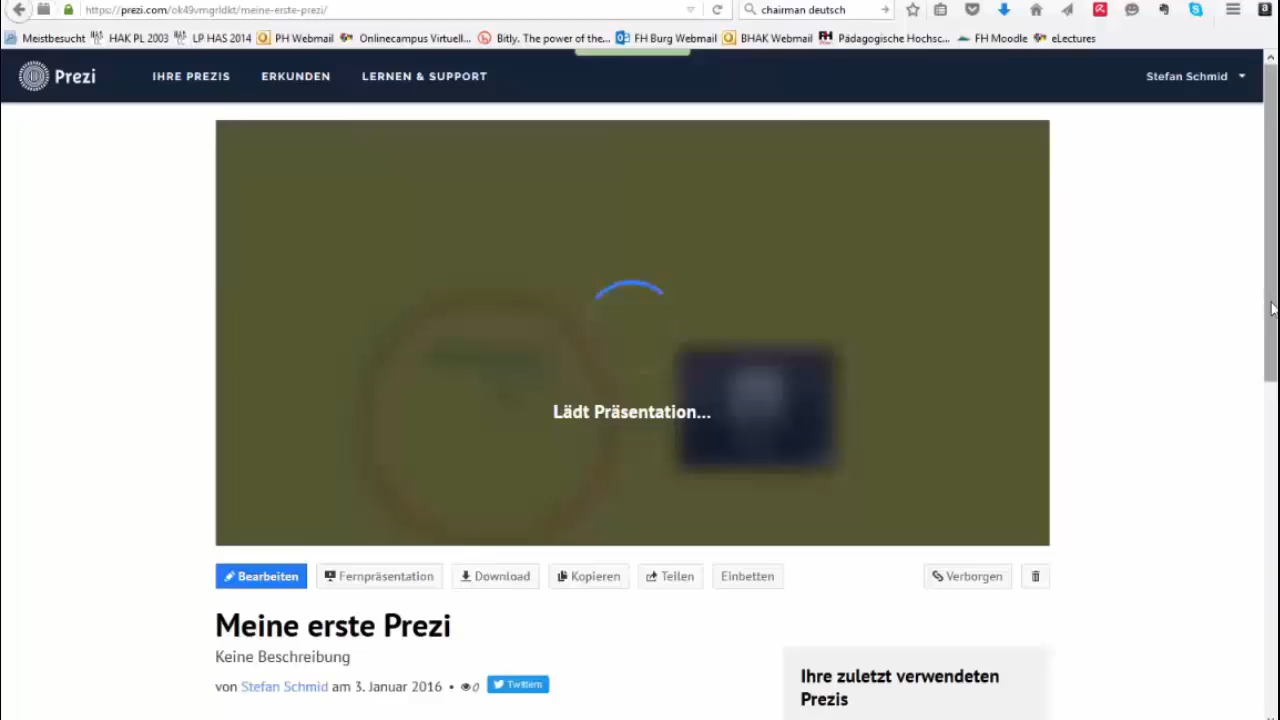 https://prezi.com/ok49vmgrldkt/meine-erste-prezi/
chairman deutsch
Meistbesucht HAK PL 2003 LP HAS 2014 PH Webmail Onlinecampus Virtuell... Bitly. The power of the... FH Burg Webmail BHAK Webmail Pädagogische Hochsc... FH Moodle eLectures
Prezi IHRE PREZIS ERKUNDEN LERNEN & SUPPORT Stefan Schmid
Lädt Präsentation...
Bearbeiten Fernpräsentation Download Kopieren Teilen Einbetten Verborgen
Meine erste Prezi
Keine Beschreibung
von Stefan Schmid am 3. Januar 2016 • 0 Twittern
Ihre zuletzt verwendeten
Prezis